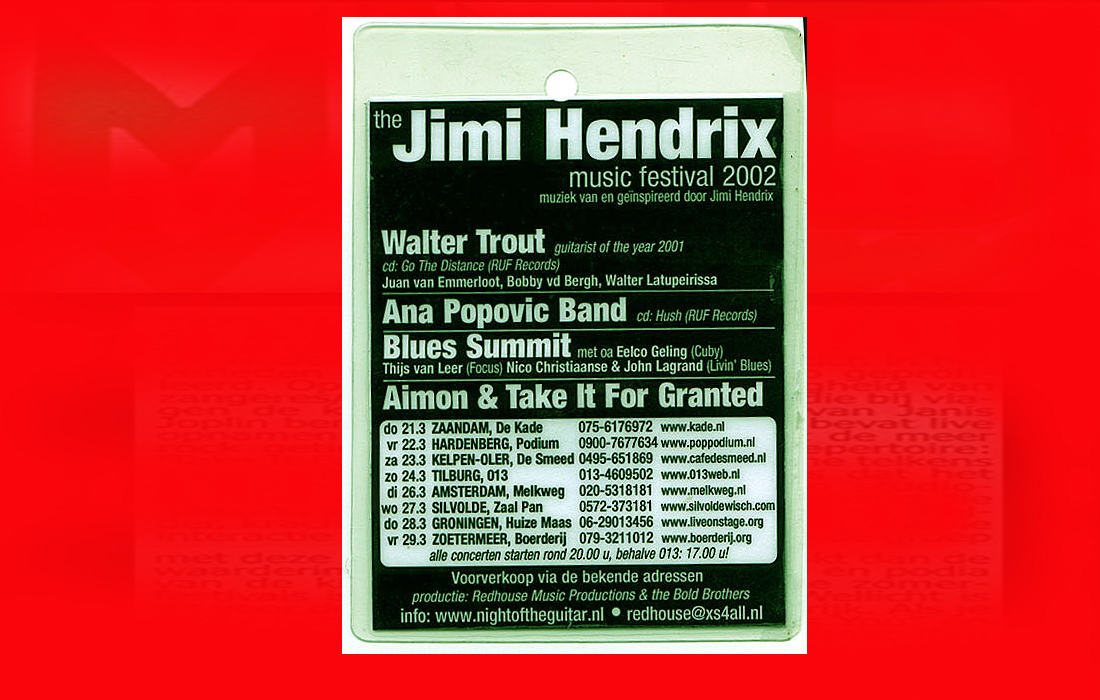 the Jimi Hendrix
music festival 2002
muziek van en geïnspireerd door Jimi Hendrix
Walter Trout guitarist of the year 2001
cd: Go The Distance (RUF Records)
Juan van Emmerloot, Bobby vd Bergh, Walter Latupeirissa
Ana Popovic Band cd: Hush (RUF Records)
Blues Summit met oa Eelco Geling (Cuby)
Thijs van Leer (Focus) Nico Christiaanse & John Lagrand (Livin' Blues)
Aimon & Take It For Granted
do 21.3 ZAANDAM, De Kade 075-6176972 www.kade.nl
vr 22.3 HARDENBERG, Podium 0900-7677634 www.poppodium.nl
za 23.3 KELPEN-OLER, De Smeed 0495-651869 www.cafedesmeed.nl
zo 24.3 TILBURG, 013 013-4609502 www.013web.nl
di 26.3 AMSTERDAM, Melkweg 020-5318181 www.melkweg.nl
wo 27.3 SILVOLDE, Zaal Pan 0572-373181 www.silvoldewisch.com
do 28.3 GRONINGEN, Huize Maas 06-29013456 www.liveonstage.org
vr 29.3 ZOETERMEER, Boerderij 079-3211012 www.boerderij.org
alle concerten starten rond 20.00 u, behalve 013: 17.00 u!
Voorverkoop via de bekende adressen
productie: Redhouse Music Productions & the Bold Brothers
info: www.nightoftheguitar.nl • redhouse@xs4all.nl